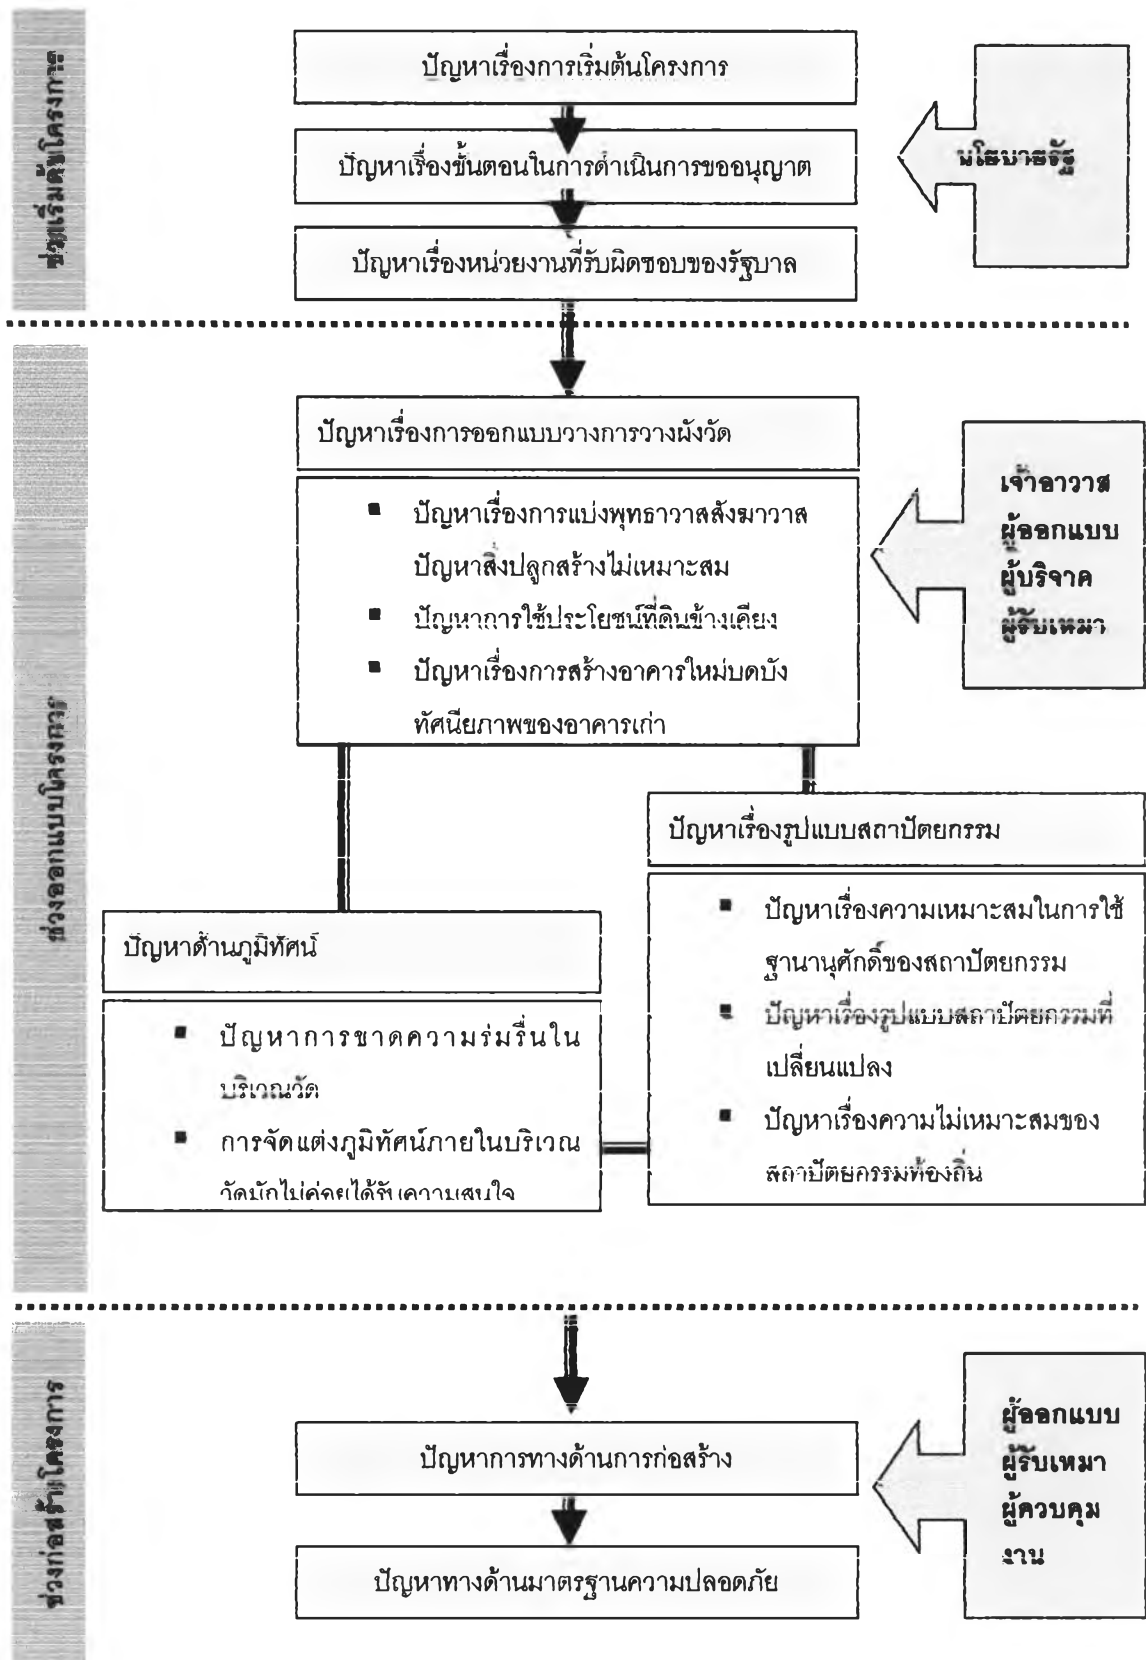 ช่วงเริ่มต้นโครงการ
ปัญหาเรื่องการเริ่มต้นโครงการ
ปัญหาเรื่องขั้นตอนในการดำเนินการขออนุญาต
ปัญหาเรื่องหน่วยงานที่รับผิดชอบของรัฐบาล
นโยบายรัฐ
ช่วงออกแบบโครงการ
ปัญหาเรื่องการออกแบบวางการวางผังวัด
▪ ปัญหาเรื่องการแบ่งพุทธาวาสสังฆาวาส
ปัญหาสิ่งปลูกสร้างไม่เหมาะสม
▪ ปัญหาการใช้ประโยชน์ที่ดินข้างเคียง
▪ ปัญหาเรื่องการสร้างอาคารใหม่บดบัง
ทัศนียภาพของอาคารเก่า
เจ้าอาวาส
ผู้ออกแบบ
ผู้บริจาค
ผู้รับเหมา
ปัญหาเรื่องรูปแบบสถาปัตยกรรม
▪ ปัญหาเรื่องความเหมาะสมในการใช้
ฐานานุศักดิ์ของสถาปัตยกรรม
▪ ปัญหาเรื่องรูปแบบสถาปัตยกรรมที่
เปลี่ยนแปลง
▪ ปัญหาเรื่องความไม่เหมาะสมของ
สถาปัตยกรรมท้องถิ่น
ปัญหาด้านภูมิทัศน์
▪ ปัญหาการขาดความร่มรื่นใน
บริเวณวัด
▪ การจัดแต่งภูมิทัศน์ภายในบริเวณ
วัดมักไม่ค่อยได้รับความสนใจ
ช่วงก่อสร้างโครงการ
ปัญหาการทางด้านการก่อสร้าง
ปัญหาทางด้านมาตรฐานความปลอดภัย
ผู้ออกแบบ
ผู้รับเหมา
ผู้ควบคุม
งาน